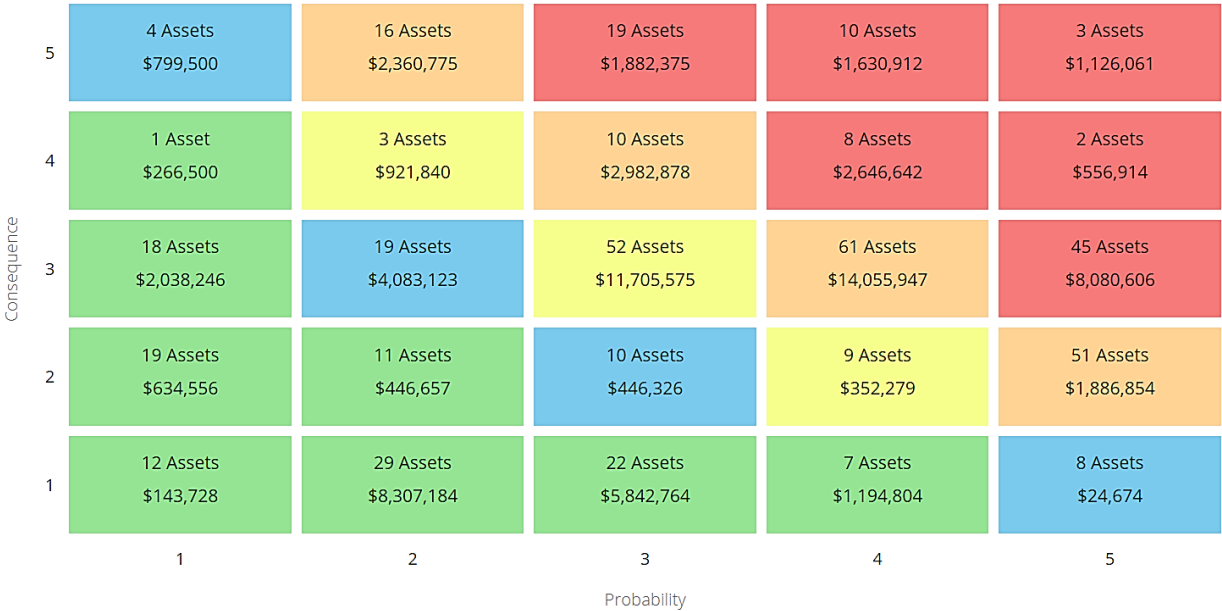 5
4 Assets
$799,500
16 Assets
$2,360,775
19 Assets
$1,882,375
10 Assets
$1,630,912
3 Assets
$1,126,061
4
1 Asset
$266,500
3 Assets
$921,840
10 Assets
$2,982,878
8 Assets
$2,646,642
2 Assets
$556,914
Consequence
3
18 Assets
$2,038,246
19 Assets
$4,083,123
52 Assets
$11,705,575
61 Assets
$14,055,947
45 Assets
$8,080,606
2
19 Assets
$634,556
11 Assets
$446,657
10 Assets
$446,326
9 Assets
$352,279
51 Assets
$1,886,854
1
12 Assets
$143,728
29 Assets
$8,307,184
22 Assets
$5,842,764
7 Assets
$1,194,804
8 Assets
$24,674
1
2
3
4
5
Probability